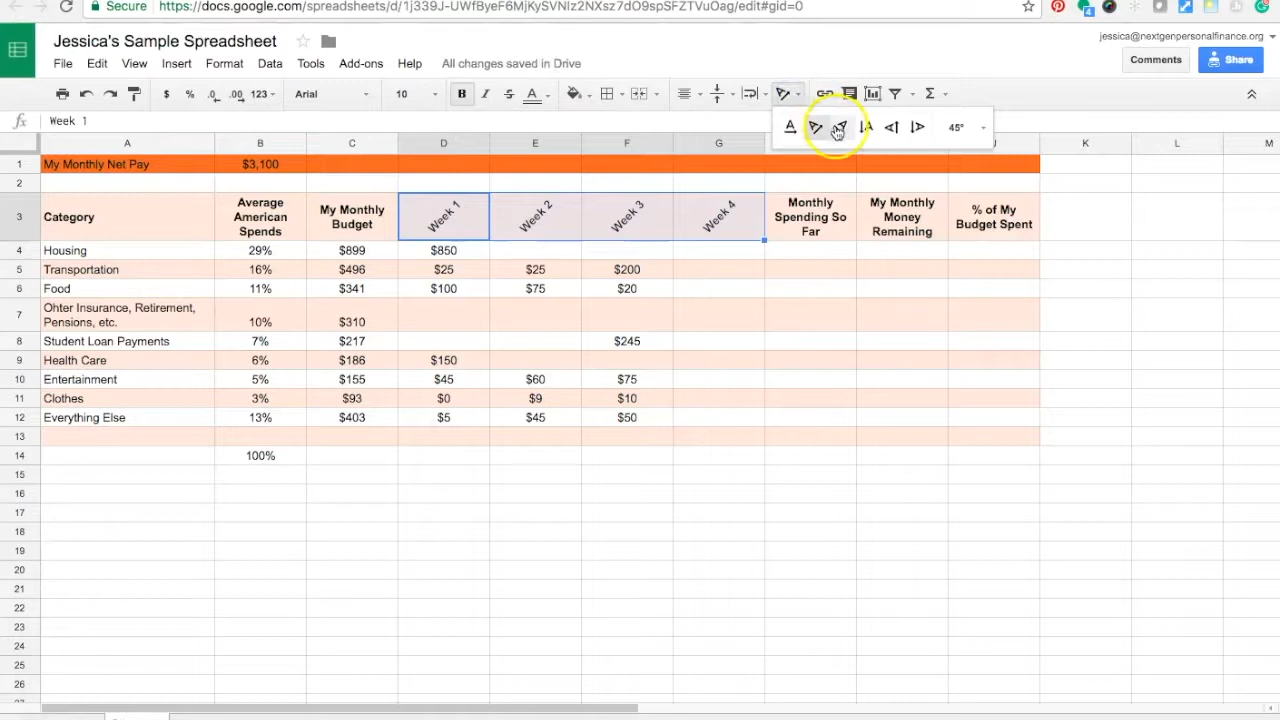 Secure https://docs.google.com/spreadsheets/d/1j339J-UWfByeF6MjKySVNIz2NXsz7dO9spSFZTVuOag/edit#gid=0
Jessica's Sample Spreadsheet
jessica@nextgenpersonalfinance.org
File Edit View Insert Format Data Tools Add-ons Help All changes saved in Drive
Comments Share
$ % .0 .00 123 Arial 10 B I S A Σ
fx Week 1
45°
A B C D E F G K L M
1 My Monthly Net Pay $3,100
2
3 Category Average American Spends My Monthly Budget Week 1 Week 2 Week 3 Week 4 Monthly Spending So Far My Monthly Money Remaining % of My Budget Spent
4 Housing 29% $899 $850
5 Transportation 16% $496 $25 $25 $200
6 Food 11% $341 $100 $75 $20
7 Ohter Insurance, Retirement, Pensions, etc. 10% $310
8 Student Loan Payments 7% $217 $245
9 Health Care 6% $186 $150
10 Entertainment 5% $155 $45 $60 $75
11 Clothes 3% $93 $0 $9 $10
12 Everything Else 13% $403 $5 $45 $50
13
14 100%
15
16
17
18
19
20
21
22
23
24
25
26